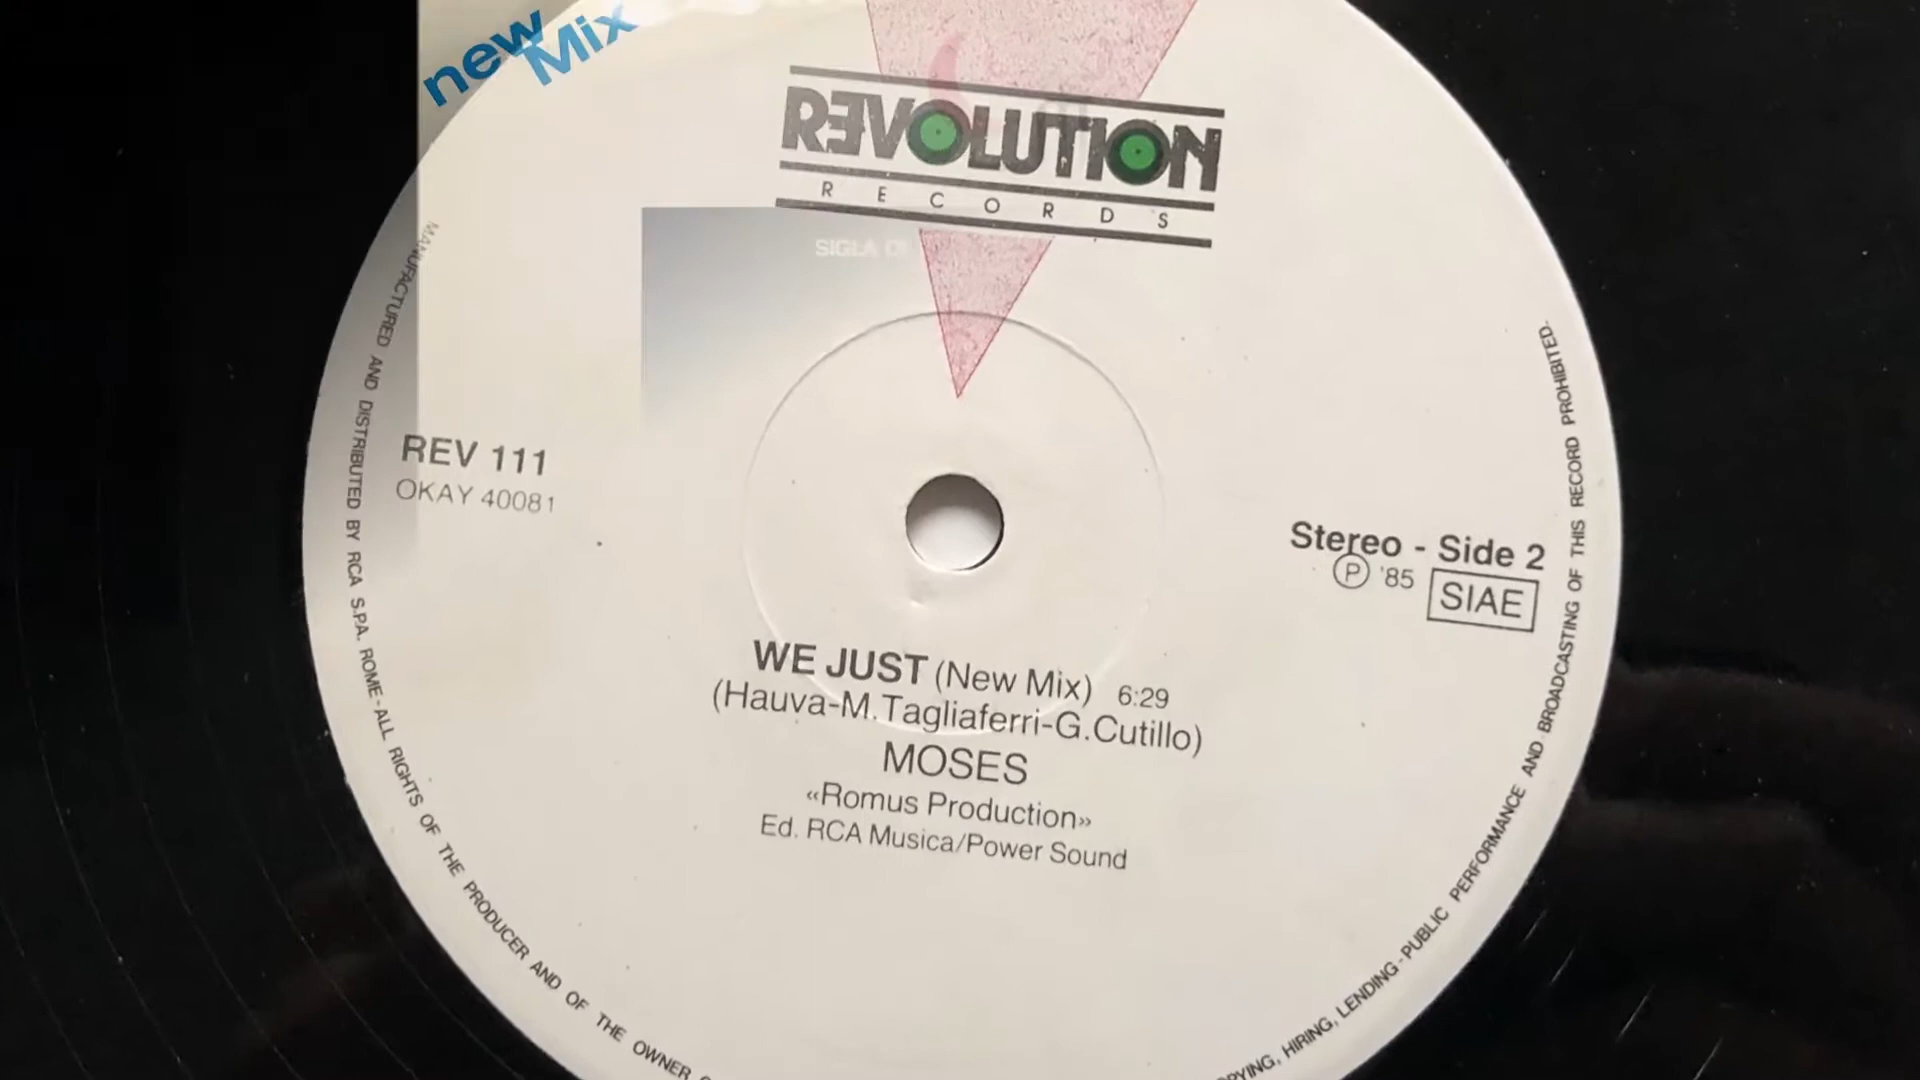 new
Mix
REVOLUTION
RECORDS
SIGLA DI
REV 111
OKAY 40081
Stereo - Side 2
Ⓟ '85
SIAE
WE JUST (New Mix) 6:29
(Hauva-M.Tagliaferri-G.Cutillo)
MOSES
«Romus Production»
Ed. RCA Musica/Power Sound
MANUFACTURED AND DISTRIBUTED BY RCA S.P.A. ROME-ALL RIGHTS OF THE PRODUCER AND OF THE OWNER
HIRING, LENDING-PUBLIC PERFORMANCE AND BROADCASTING OF THIS RECORD PROHIBITED.